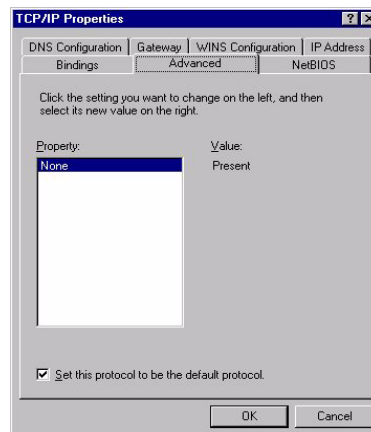 TCP/IP Properties
DNS Configuration Gateway WINS Configuration IP Address
Bindings Advanced NetBIOS
Click the setting you want to change on the left, and then
select its new value on the right.
Property: Value:
None Present
Set this protocol to be the default protocol.
OK Cancel